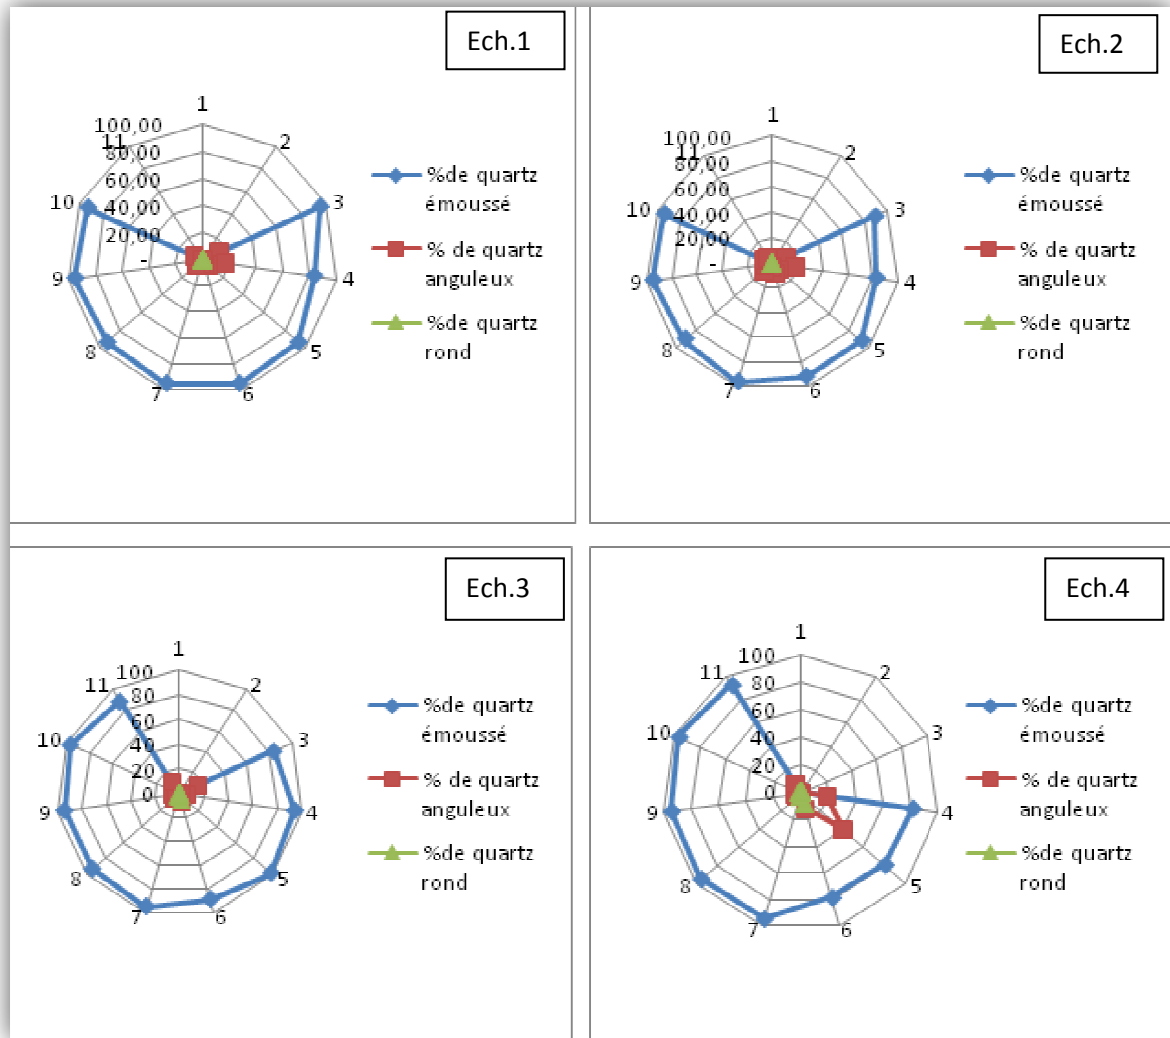 Ech.1
1
2
3
4
5
6
7
8
9
10
11
100,00
80,00
60,00
40,00
20,00
-
%de quartz
émoussé
% de quartz
anguleux
%de quartz
rond
Ech.2
1
2
3
4
5
6
7
8
9
10
11
100,00
80,00
60,00
40,00
20,00
-
%de quartz
émoussé
% de quartz
anguleux
%de quartz
rond
Ech.3
1
2
3
4
5
6
7
8
9
10
11
100
80
60
40
20
0
%de quartz
émoussé
% de quartz
anguleux
%de quartz
rond
Ech.4
1
2
3
4
5
6
7
8
9
10
11
100
80
60
40
20
0
%de quartz
émoussé
% de quartz
anguleux
%de quartz
rond